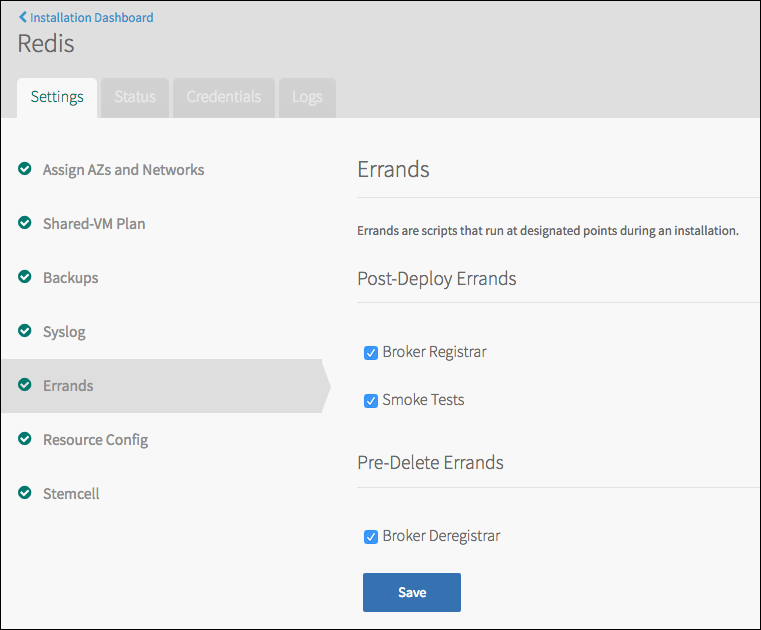 Installation Dashboard
Redis
Settings
Status
Credentials
Logs
Assign AZs and Networks
Shared-VM Plan
Backups
Syslog
Errands
Resource Config
Stemcell
Errands
Errands are scripts that run at designated points during an installation.
Post-Deploy Errands
Broker Registrar
Smoke Tests
Pre-Delete Errands
Broker Deregistrar
Save